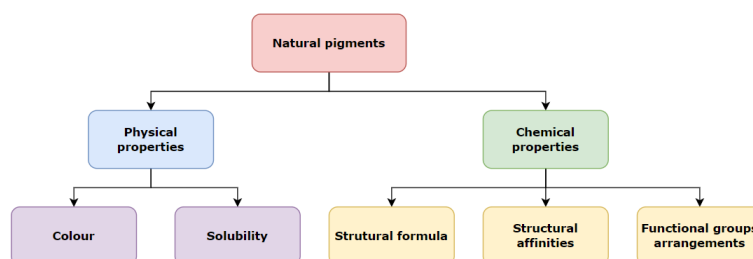 Natural pigments
Physical
properties
Chemical
properties
Colour
Solubility
Strutural formula
Structural
affinities
Functional groups
arrangements